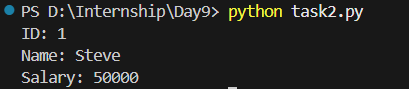 PS D:\Internship\Day9> python task2.py
ID: 1
Name: Steve
Salary: 50000